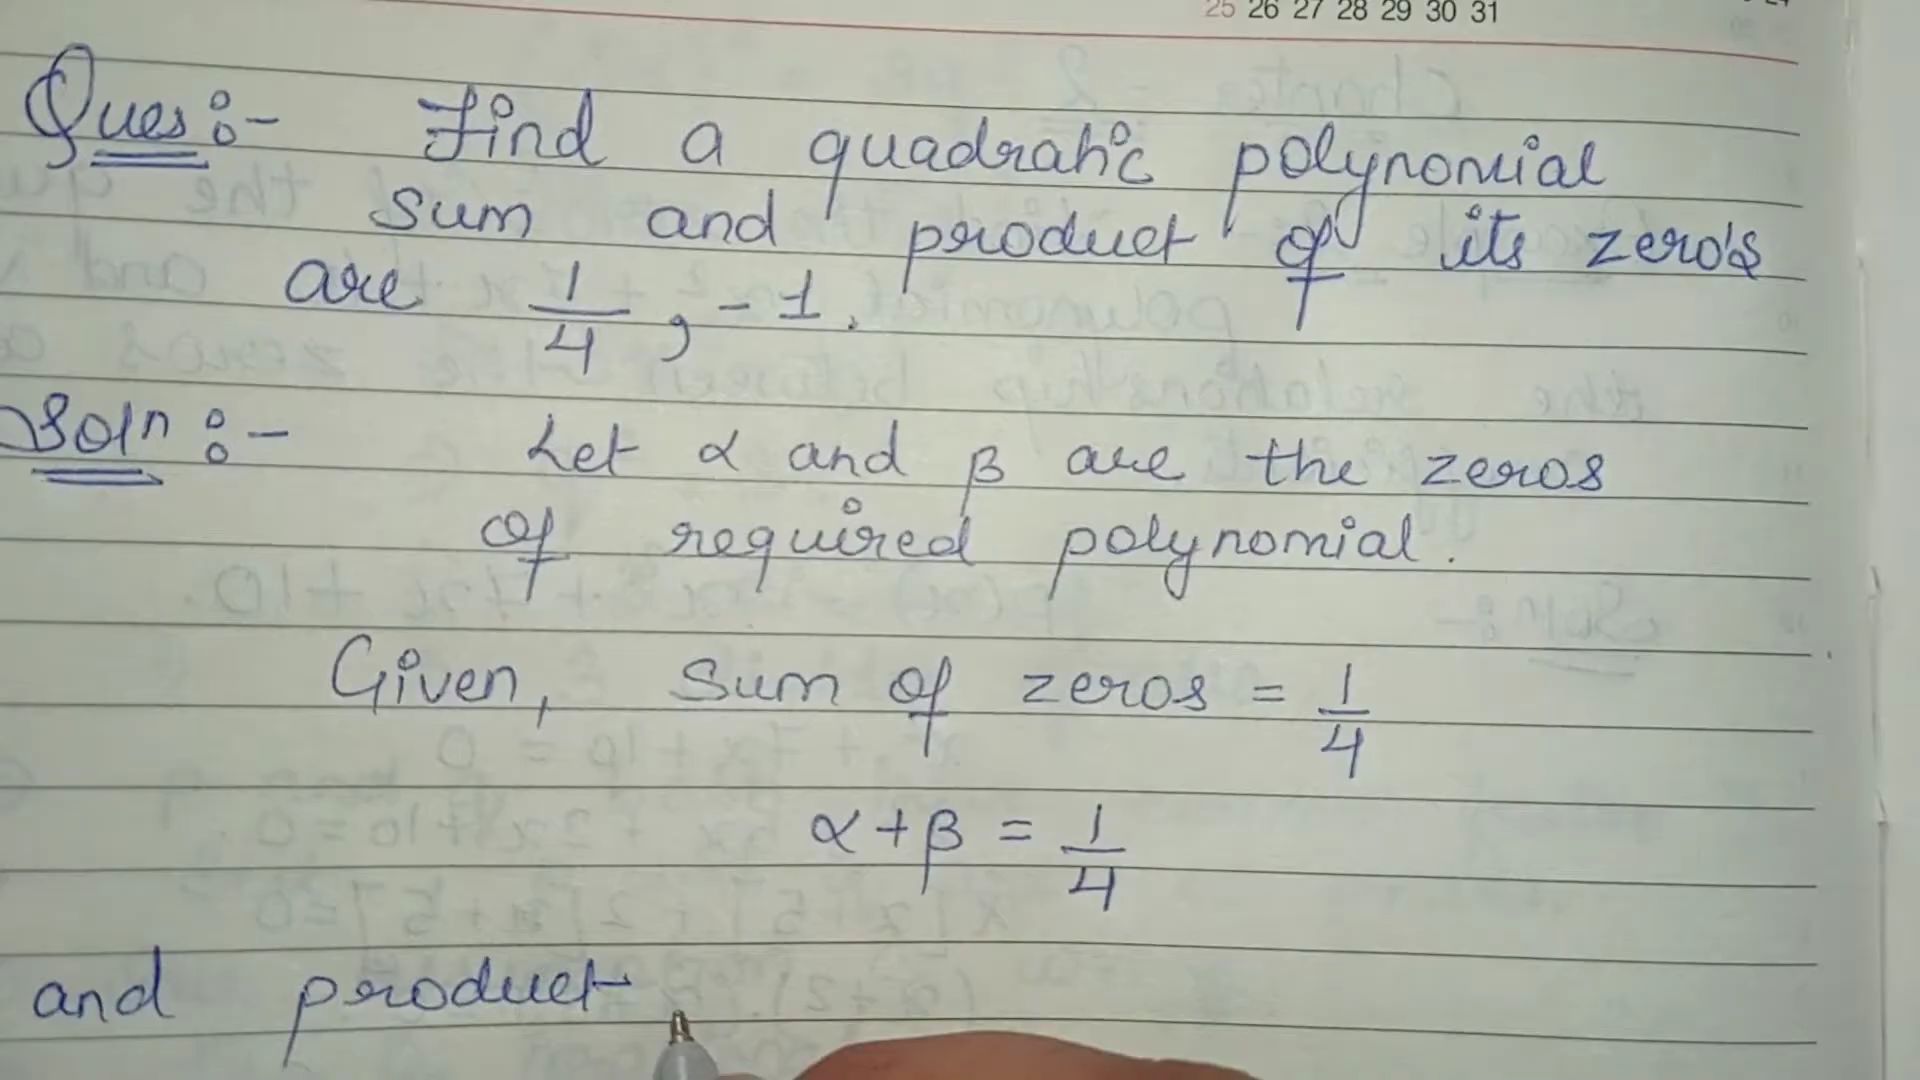 25 26 27 28 29 30 31
Ques :- Find a quadratic polynomial
sum and product of its zero's
are 1/4, -1.
Soln :- Let α and β are the zeros
of required polynomial.
Given, sum of zeros = 1/4
α+β = 1/4
and product